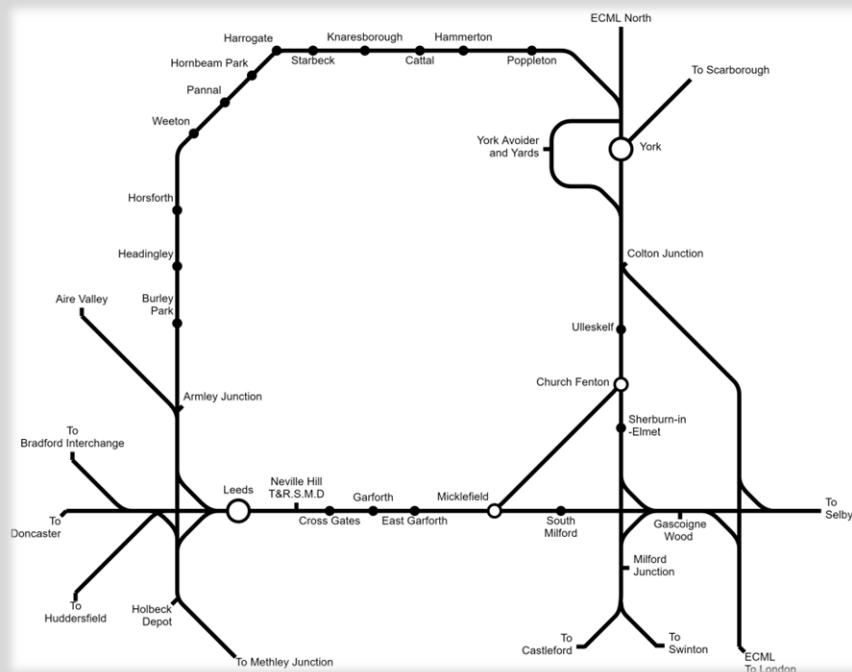 ECML North
Harrogate
Knaresborough
Hammerton
Starbeck
Cattal
Poppleton
Hornbeam Park
To Scarborough
Pannal
Weeton
York Avoider
and Yards
York
Horsforth
Headingley
Colton Junction
Aire Valley
Burley
Park
Ulleskelf
Church Fenton
Armley Junction
Sherburn-in
-Elmet
To
Bradford Interchange
Neville Hill
T&R.S.M.D
Leeds
Garforth
Micklefield
Cross Gates
East Garforth
South
Milford
Gascoigne
Wood
To
Selby
To
Doncaster
Milford
Junction
To
Huddersfield
Holbeck
Depot
To
Castleford
To
Swinton
To Methley Junction
ECML
To London